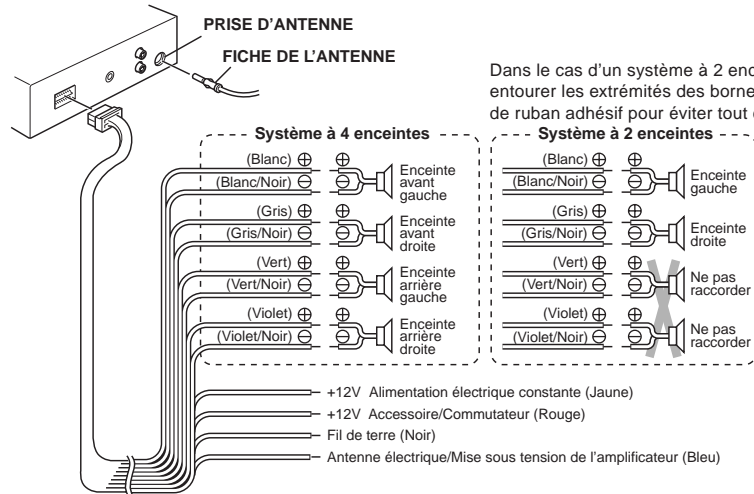 PRISE D’ANTENNE
FICHE DE L’ANTENNE
Dans le cas d’un système à 2
entourer les extrémités des
de ruban adhésif pour éviter tout
Système à 4 enceintes
(Blanc) ⊕ ⊕
(Blanc/Noir) ⊖ ⊖
Enceinte
avant
gauche
(Gris) ⊕ ⊕
(Gris/Noir) ⊖ ⊖
Enceinte
avant
droite
(Vert) ⊕ ⊕
(Vert/Noir) ⊖ ⊖
Enceinte
arrière
gauche
(Violet) ⊕ ⊕
(Violet/Noir) ⊖ ⊖
Enceinte
arrière
droite
Système à 2 enceintes
(Blanc) ⊕ ⊕
(Blanc/Noir) ⊖ ⊖
Enceinte
gauche
(Gris) ⊕ ⊕
(Gris/Noir) ⊖ ⊖
Enceinte
droite
(Vert) ⊕ ⊕
(Vert/Noir) ⊖ ⊖
Ne pas
raccorder
(Violet) ⊕ ⊕
(Violet/Noir) ⊖ ⊖
Ne pas
raccorder
+12V Alimentation électrique constante (Jaune)
+12V Accessoire/Commutateur (Rouge)
Fil de terre (Noir)
Antenne électrique/Mise sous tension de l’amplificateur (Bleu)